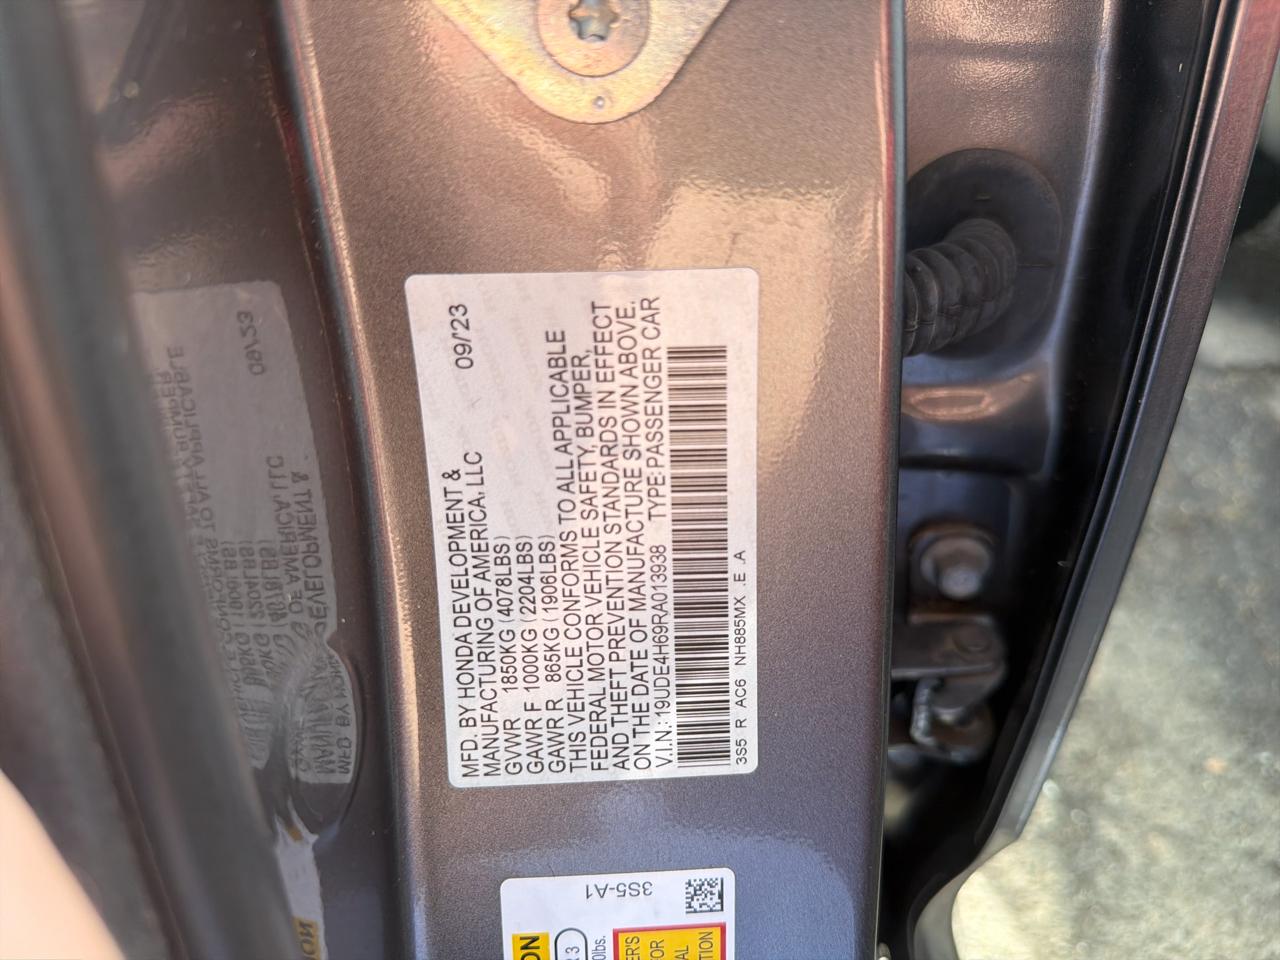 MFD. BY HONDA DEVELOPMENT & 09/23
MANUFACTURING OF AMERICA, LLC
GVWR 1850KG (4078LBS)
GAWR F 1000KG (2204LBS)
GAWR R 865KG (1906LBS)
THIS VEHICLE CONFORMS TO ALL APPLICABLE
FEDERAL MOTOR VEHICLE SAFETY, BUMPER,
AND THEFT PREVENTION STANDARDS IN EFFECT
ON THE DATE OF MANUFACTURE SHOWN ABOVE.
V.I.N.: 19UDE4H69RA013938 TYPE: PASSENGER CAR
3S5 R AC6 NH885MX .E .A
3S5-A1